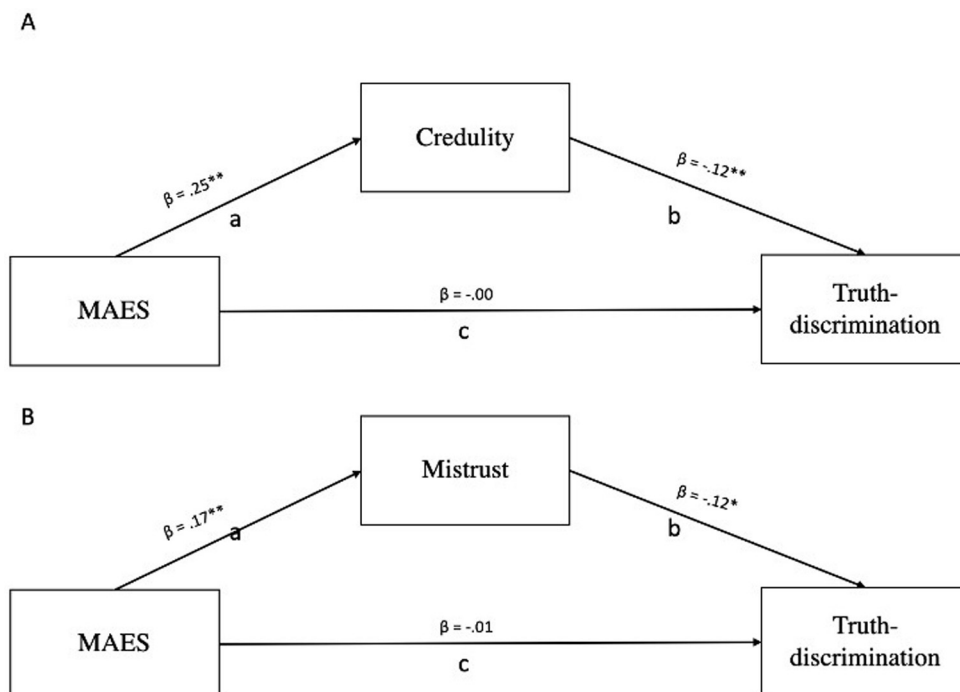 A
Credulity
β = .25**
a
β = -.12**
b
MAES
β = -.00
c
Truth-
discrimination
B
Mistrust
β = .17**
a
β = -.12*
b
MAES
β = -.01
c
Truth-
discrimination